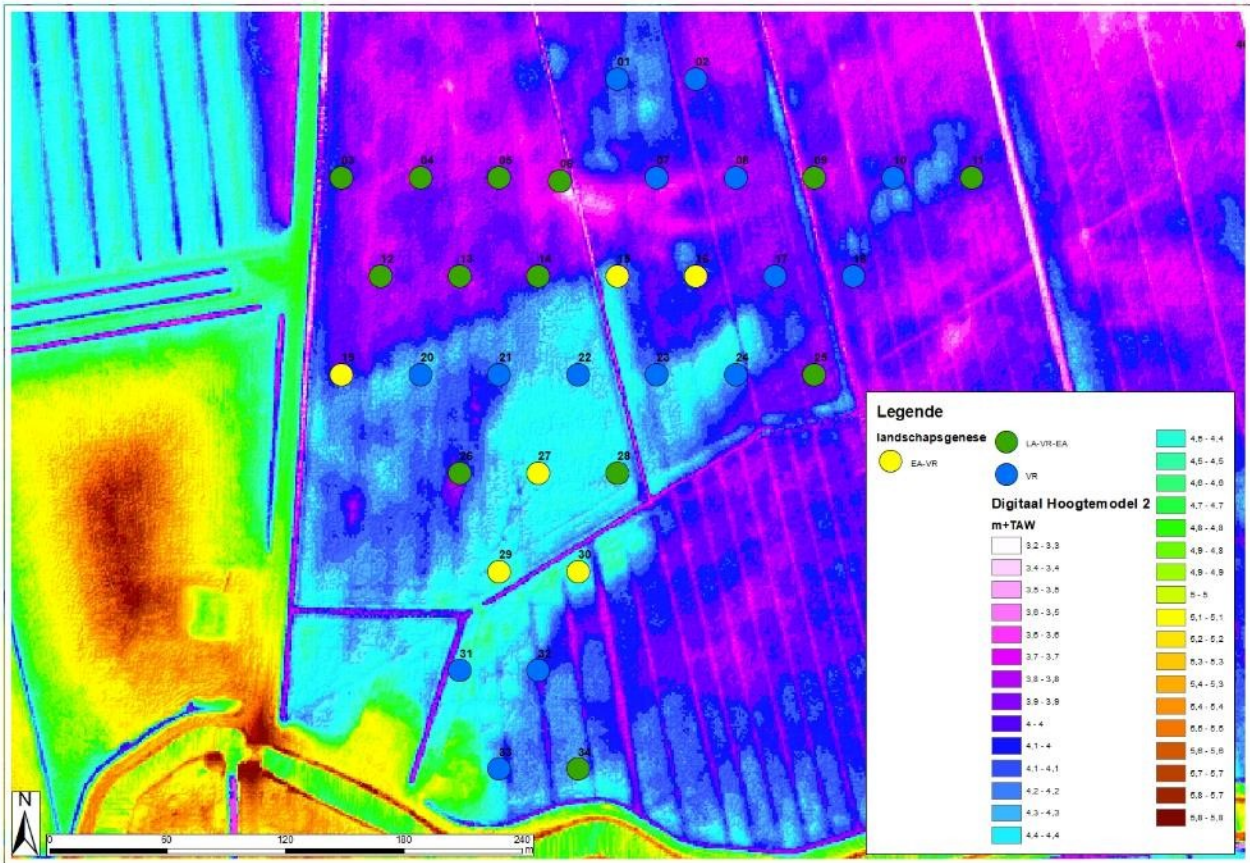 01 02
03 04 05 06 07 08 09 10 11
12 13 14 15 16 17 18
19 20 21 22 23 24 25
26 27 28
29 30
31 32
33 34
N
0 60 120 180 240
m
Legende
landschapsgenese
EA-VR
LA-VR-EA
VR
Digitaal Hoogtemodel 2
m+TAW
3,2 - 3,3
3,4 - 3,4
3,5 - 3,5
3,6 - 3,5
3,6 - 3,6
3,7 - 3,7
3,8 - 3,8
3,9 - 3,9
4 - 4
4,1 - 4
4,1 - 4,1
4,2 - 4,2
4,3 - 4,3
4,4 - 4,4
4,5 - 4,4
4,5 - 4,5
4,6 - 4,6
4,7 - 4,7
4,8 - 4,8
4,9 - 4,8
4,9 - 4,9
5 - 5
5,1 - 5,1
5,2 - 5,2
5,3 - 5,3
5,4 - 5,3
5,4 - 5,4
5,5 - 5,5
5,6 - 5,6
5,7 - 5,7
5,8 - 5,7
5,8 - 5,8